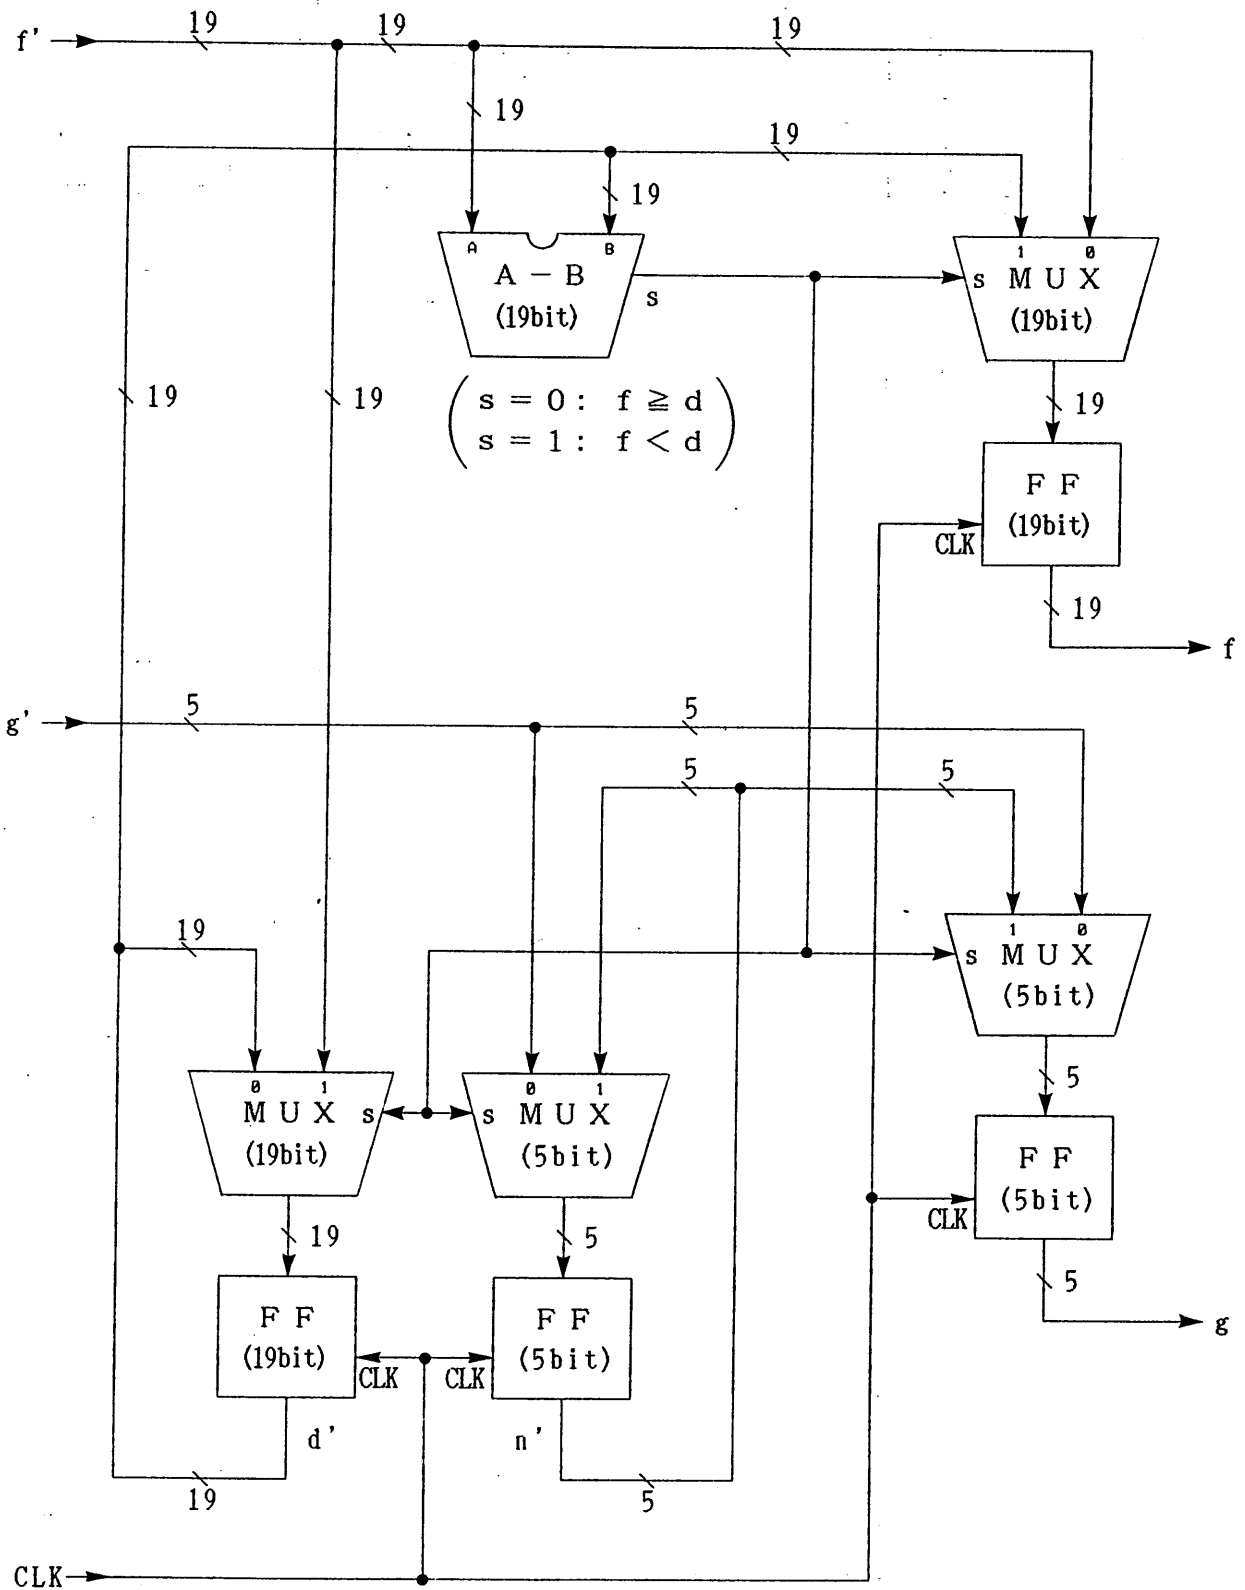 19
19
19
f'
19
19
19
A
B
A - B
s
(19bit)
1
0
s MUX
(19bit)
19
19
19
s = 0 : f ≧ d
s = 1 : f < d
FF
(19bit)
CLK
19
f
g'
5
5
5
5
19
1
0
s MUX
(5bit)
0
1
MUX s
(19bit)
0
1
s MUX
(5bit)
5
FF
(5bit)
CLK
19
5
5
g
FF
(19bit)
CLK
FF
(5bit)
CLK
d'
n'
19
5
CLK